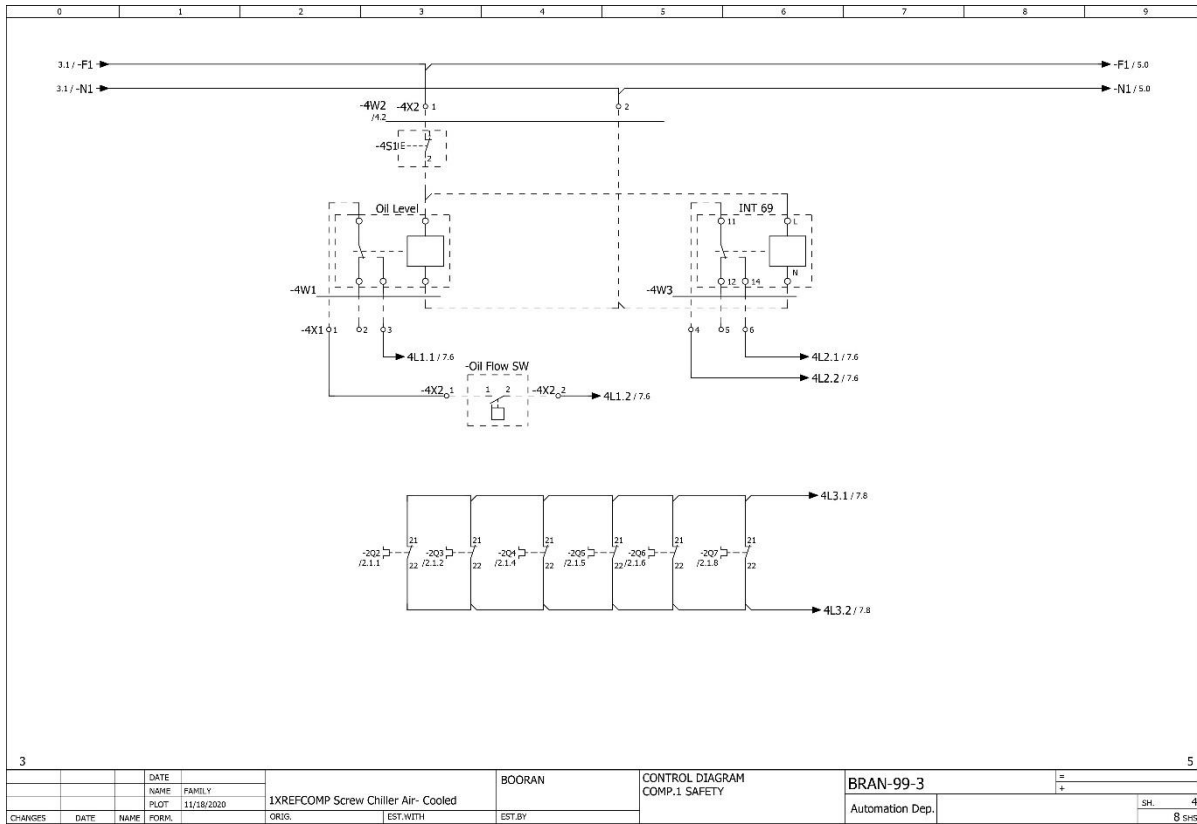 0 1 2 3 4 5 6 7 8 9
3.1 / -F1 -F1 / 5.0
3.1 / -N1 -N1 / 5.0
-4W2 -4X2 1 2
/4.2
1
-4S1 E
2
Oil Level INT 69
11 L
N
12 14
-4W1 -4W3
-4X1 1 2 3 4 5 6
4L1.1 / 7.6 4L2.1 / 7.6
-Oil Flow SW 4L2.2 / 7.6
-4X2 1 1 2 -4X2 2 4L1.2 / 7.6
4L3.1 / 7.8
21 21 21 21 21 21
-2Q2 -2Q3 -2Q4 -2Q5 -2Q6 -2Q7
/2.1.1 22 /2.1.2 22 /2.1.4 22 /2.1.5 22 /2.1.6 22 /2.1.8 22
4L3.2 / 7.8
3 5
DATE BOORAN CONTROL DIAGRAM BRAN-99-3 =
NAME FAMILY COMP.1 SAFETY +
PLOT 11/18/2020 1XREFCOMP Screw Chiller Air- Cooled Automation Dep. SH. 4
CHANGES DATE NAME FORM. ORIG. EST.WITH EST.BY 8 SHS